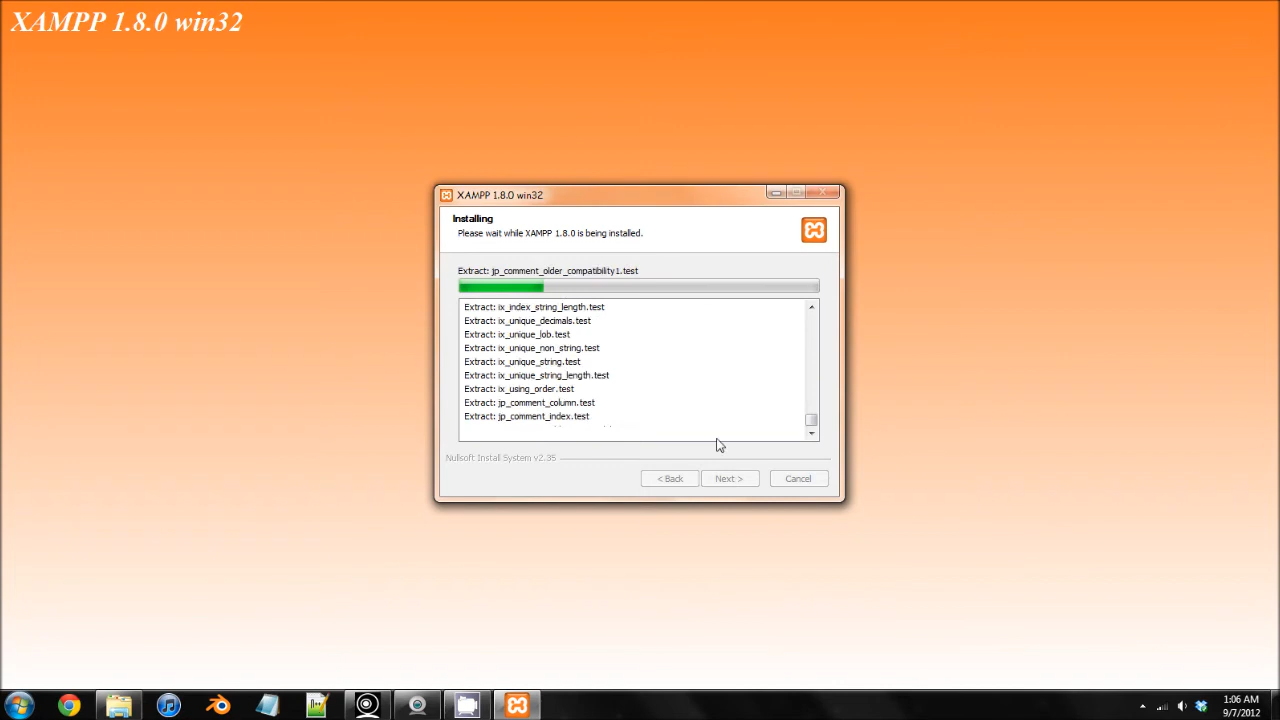 XAMPP 1.8.0 win32
XAMPP 1.8.0 win32
Installing
Please wait while XAMPP 1.8.0 is being installed.
Extract: jp_comment_older_compatibility1.test
Extract: ix_index_string_length.test
Extract: ix_unique_decimals.test
Extract: ix_unique_lob.test
Extract: ix_unique_non_string.test
Extract: ix_unique_string.test
Extract: ix_unique_string_length.test
Extract: ix_using_order.test
Extract: jp_comment_column.test
Extract: jp_comment_index.test
Nullsoft Install System v2.35
< Back
Next >
Cancel
1:06 AM
9/7/2012